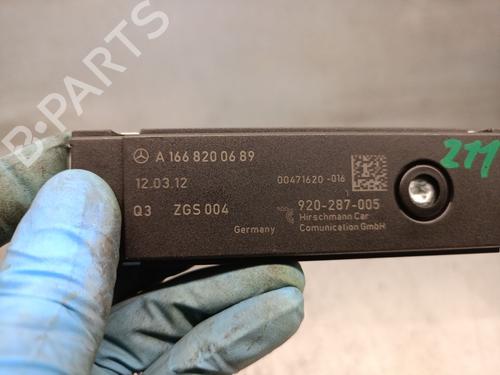 A 166 820 06 89
12.03.12
00471620-016
Q3 ZGS 004
920-287-005
Germany
Hirschmann Car
Comunication GmbH
211
B-PARTS